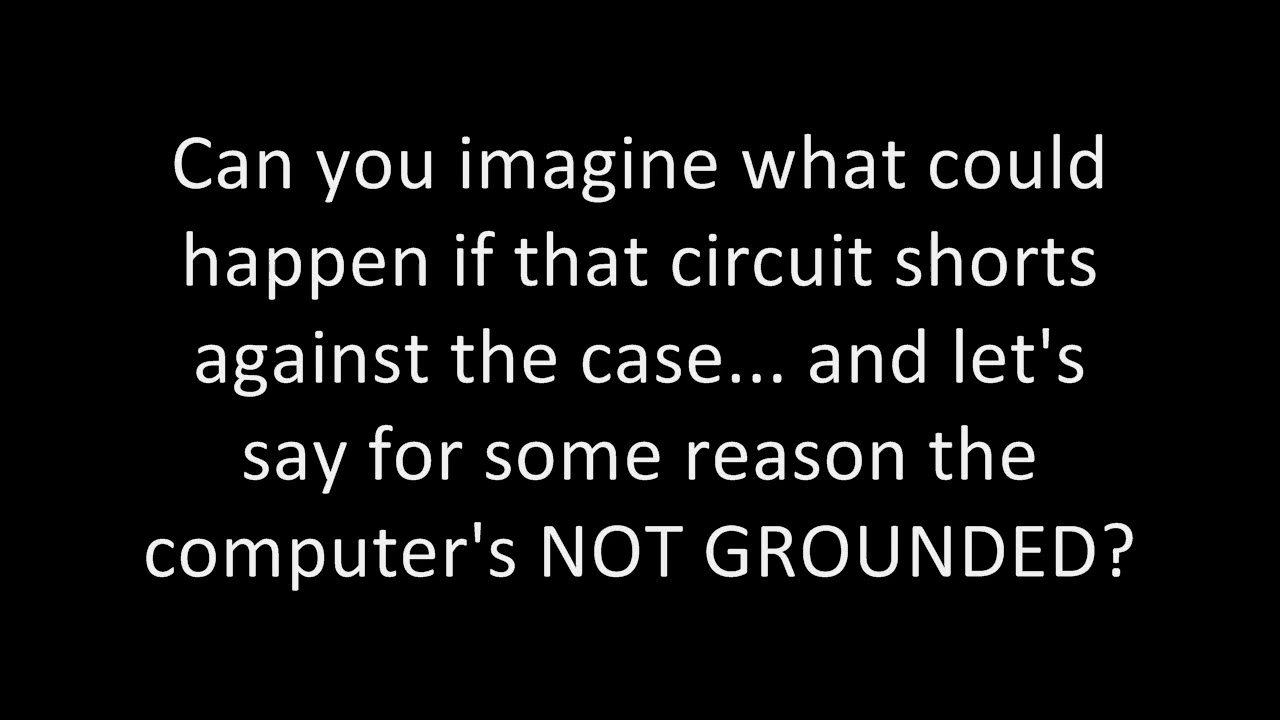 Can you imagine what could
happen if that circuit shorts
against the case... and let's
say for some reason the
computer's NOT GROUNDED?